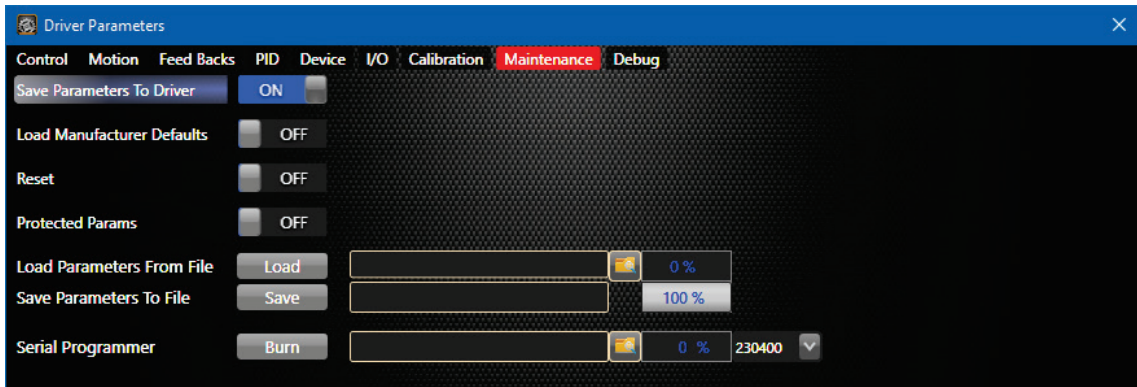 Driver Parameters
Control Motion Feed Backs PID Device I/O Calibration Maintenance Debug
Save Parameters To Driver ON
Load Manufacturer Defaults OFF
Reset OFF
Protected Params OFF
Load Parameters From File Load 0 %
Save Parameters To File Save 100 %
Serial Programmer Burn 0 % 230400